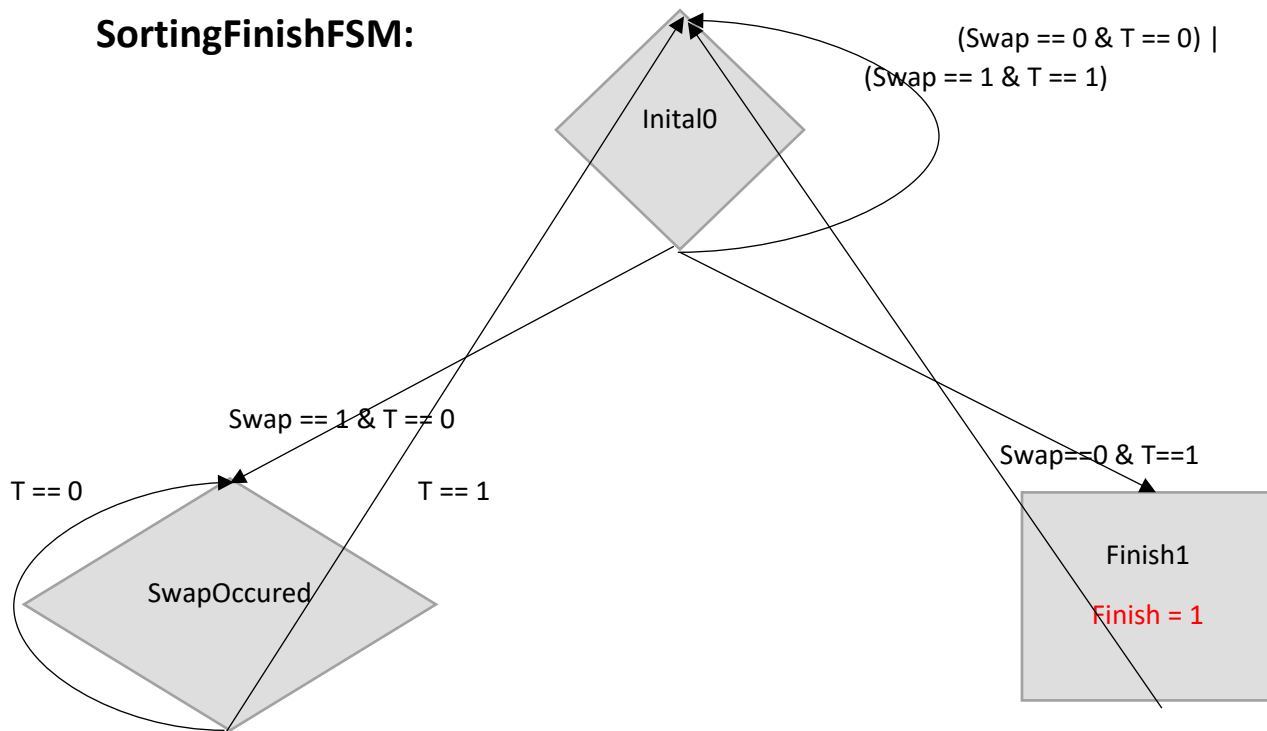 SortingFinishFSM:
(Swap == 0 & T == 0) |
(Swap == 1 & T == 1)
Inital0
Swap == 1 & T == 0
Swap==0 & T==1
T == 0
T == 1
Finish1
SwapOccured
Finish = 1